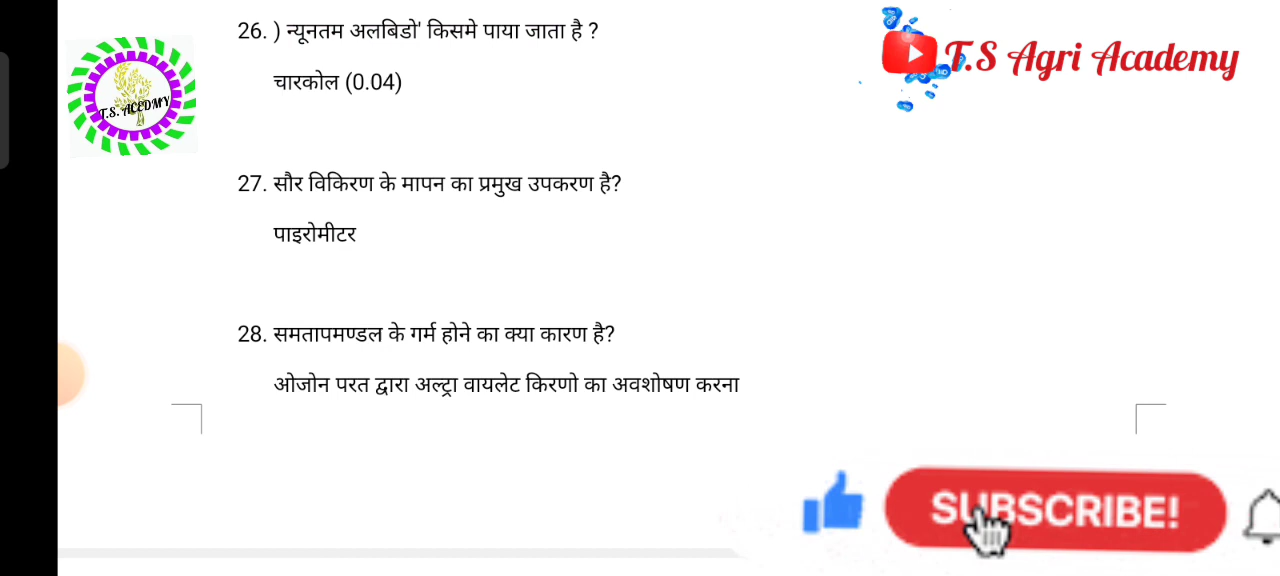 26. ) न्यूनतम अलबिडो' किसमे पाया जाता है ?
T.S Agri Academy
चारकोल (0.04)
T.S. ACEDMY
27. सौर विकिरण के मापन का प्रमुख उपकरण है?
पाइरोमीटर
28. समतापमण्डल के गर्म होने का क्या कारण है?
ओजोन परत द्वारा अल्ट्रा वायलेट किरणो का अवशोषण करना
SUBSCRIBE!